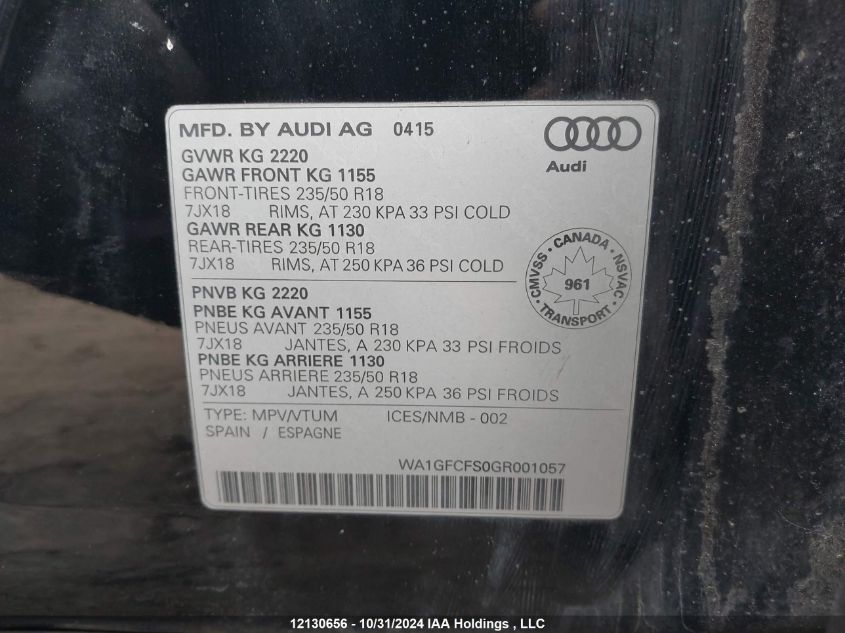 MFD. BY AUDI AG 0415
Audi
GVWR KG 2220
GAWR FRONT KG 1155
FRONT-TIRES 235/50 R18
7JX18 RIMS, AT 230 KPA 33 PSI COLD
GAWR REAR KG 1130
REAR-TIRES 235/50 R18
7JX18 RIMS, AT 250 KPA 36 PSI COLD
CMVSS - CANADA - NSVAC
961
TRANSPORT
PNVB KG 2220
PNBE KG AVANT 1155
PNEUS AVANT 235/50 R18
7JX18 JANTES, A 230 KPA 33 PSI FROIDS
PNBE KG ARRIERE 1130
PNEUS ARRIERE 235/50 R18
7JX18 JANTES, A 250 KPA 36 PSI FROIDS
TYPE: MPV/VTUM ICES/NMB - 002
SPAIN / ESPAGNE
WA1GFCFS0GR001057
12130656 - 10/31/2024 IAA Holdings , LLC